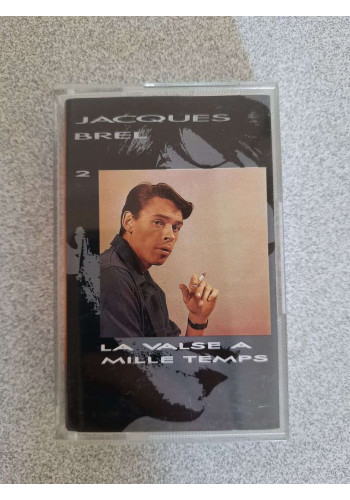 JACQUES
BREL
2
LA VALSE A
MILLE TEMPS